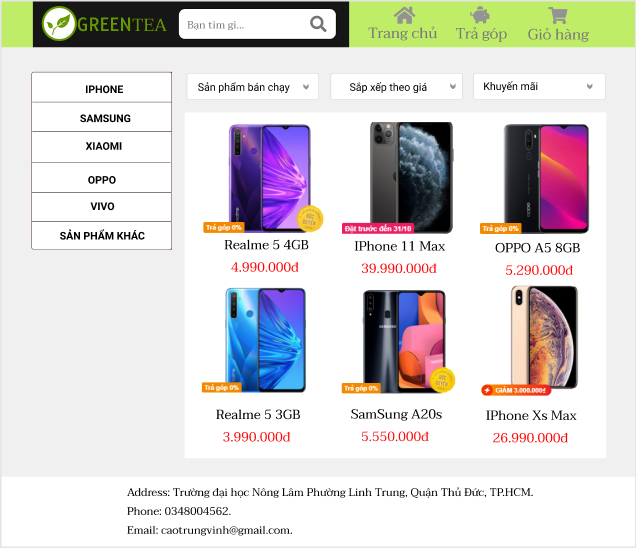 GREENTEA
Bạn tìm gì...
Trang chủ
Trả góp
Giỏ hàng
IPHONE
SAMSUNG
XIAOMI
OPPO
VIVO
SẢN PHẨM KHÁC
Sản phẩm bán chạy
Sắp xếp theo giá
Khuyến mãi
Trả góp 0%
ĐỘC QUYỀN
Đặt trước đến 31/10
Trả góp 0%
Realme 5 4GB
IPhone 11 Max
OPPO A5 8GB
4.990.000đ
39.990.000đ
5.290.000đ
Trả góp 0%
Trả góp 0%
ĐỘC QUYỀN
GIẢM 3.000.000₫
Realme 5 3GB
SamSung A20s
IPhone Xs Max
3.990.000đ
5.550.000đ
26.990.000đ
Address: Trường đại học Nông Lâm Phường Linh Trung, Quận Thủ Đức, TP.HCM.
Phone: 0348004562.
Email: caotrungvinh@gmail.com.